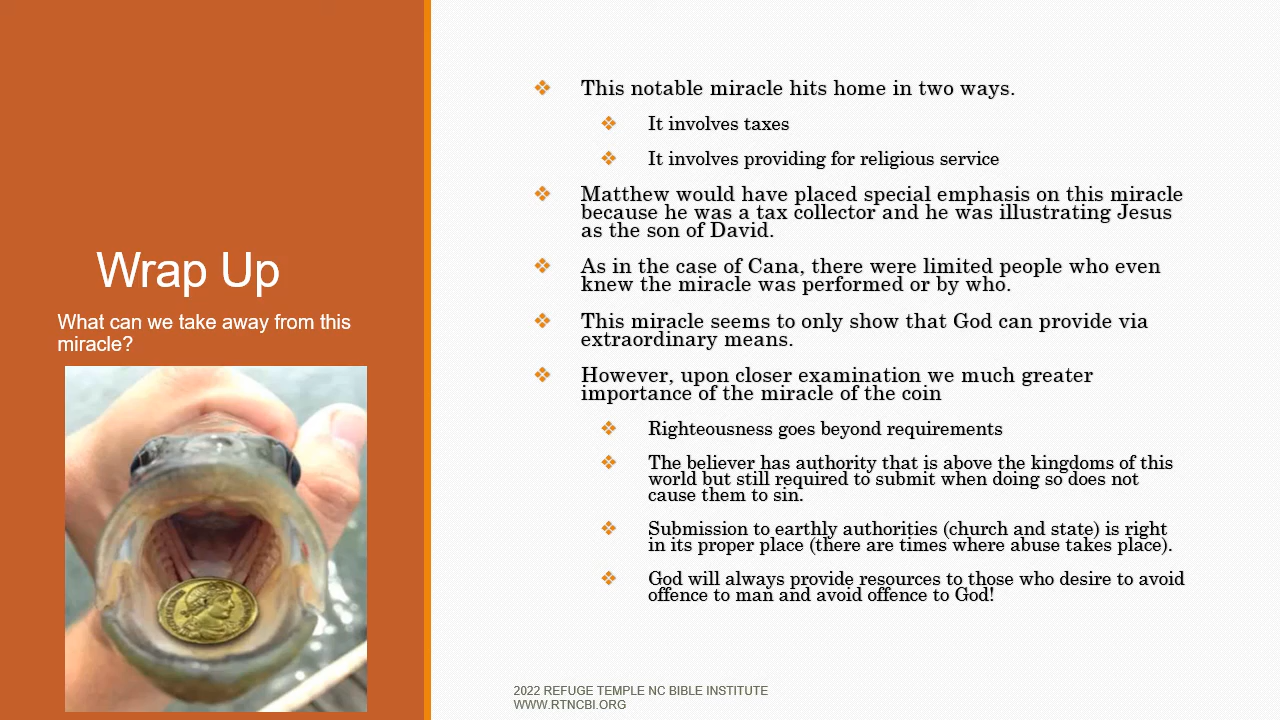 Wrap Up
What can we take away from this
miracle?
This notable miracle hits home in two ways.
It involves taxes
It involves providing for religious service
Matthew would have placed special emphasis on this miracle
because he was a tax collector and he was illustrating Jesus
as the son of David.
As in the case of Cana, there were limited people who even
knew the miracle was performed or by who.
This miracle seems to only show that God can provide via
extraordinary means.
However, upon closer examination we much greater
importance of the miracle of the coin
Righteousness goes beyond requirements
The believer has authority that is above the kingdoms of this
world but still required to submit when doing so does not
cause them to sin.
Submission to earthly authorities (church and state) is right
in its proper place (there are times where abuse takes place).
God will always provide resources to those who desire to avoid
offence to man and avoid offence to God!
2022 REFUGE TEMPLE NC BIBLE INSTITUTE
WWW.RTNCBI.ORG